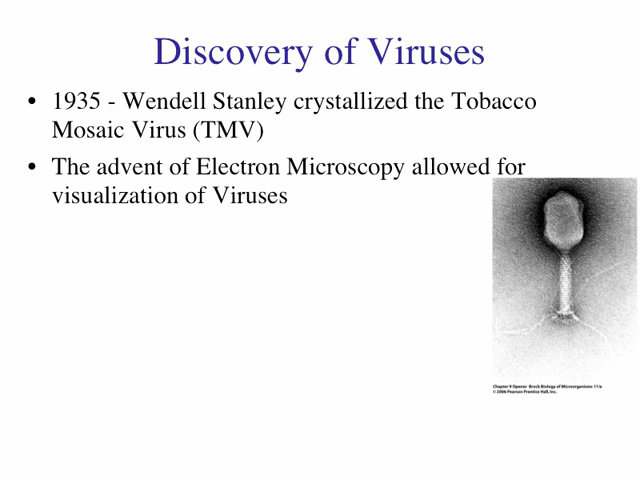 Discovery of Viruses
• 1935 - Wendell Stanley crystallized the Tobacco
Mosaic Virus (TMV)
• The advent of Electron Microscopy allowed for
visualization of Viruses
Chapter 9 Opener Brock Biology of Microorganisms 11/e
© 2006 Pearson Prentice Hall, Inc.